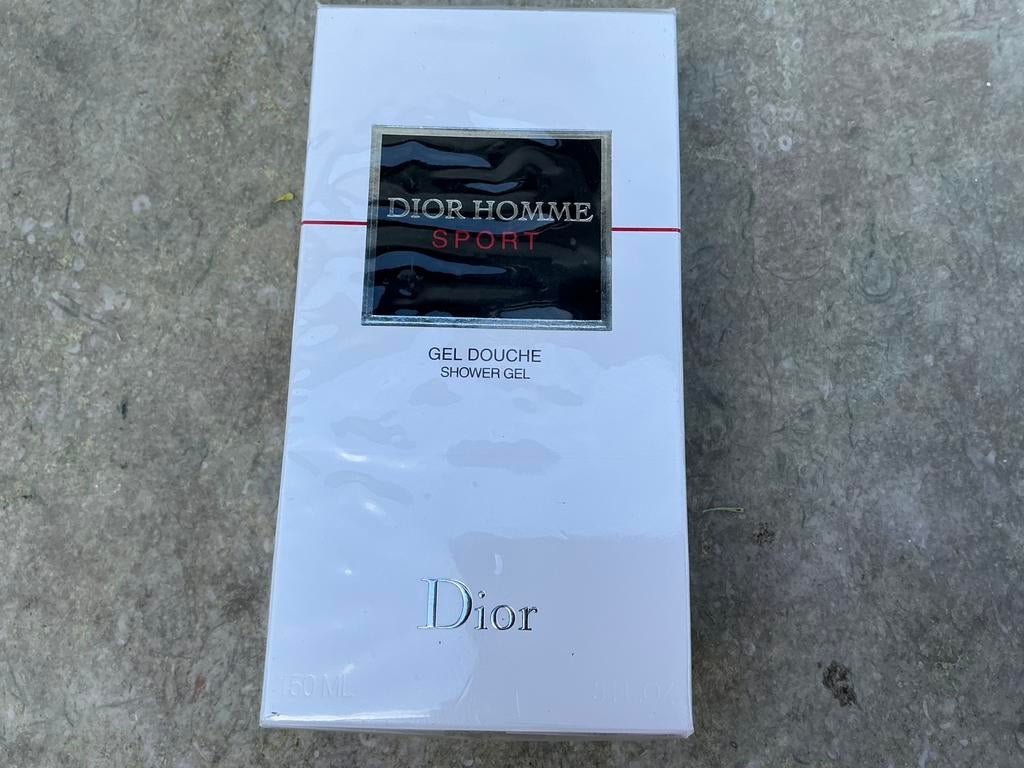 DIOR HOMME
SPORT
GEL DOUCHE
SHOWER GEL
Dior
150 ML